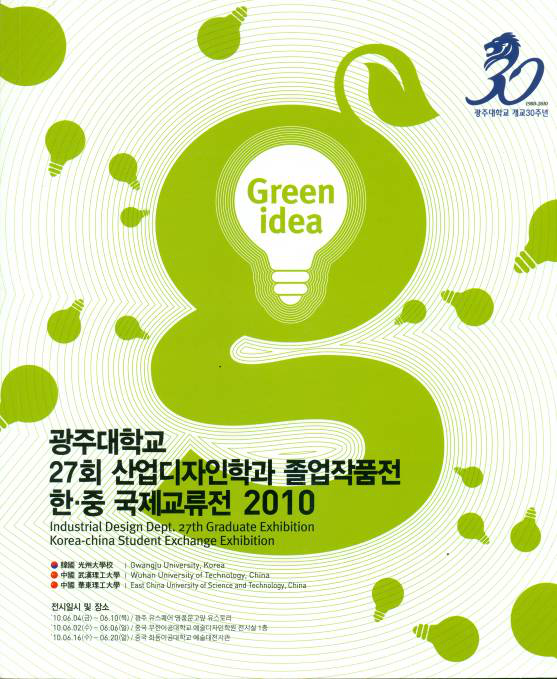 30
1980-2010
광주대학교 개교30주년
Green
idea
광주대학교
27회 산업디자인학과 졸업작품전
한·중 국제교류전 2010
Industrial Design Dept. 27th Graduate Exhibition
Korea-china Student Exchange Exhibition
韓國 光州大學校 | Gwangju University, Korea
中國 武漢理工大學 | Wuhan University of Technology, China
中國 華東理工大學 | East China University of Science and Technology, China
전시일시 및 장소
'10.06.04(금) ~ 06.10(목) / 광주 유스퀘어 영풍문고앞 유스토리
'10.06.02(수) ~ 06.06(일) / 중국 무한이공대학교 예술디자인학원 전시실 1층
'10.06.16(수) ~ 06.20(일) / 중국 화동이공대학교 예술대전시관